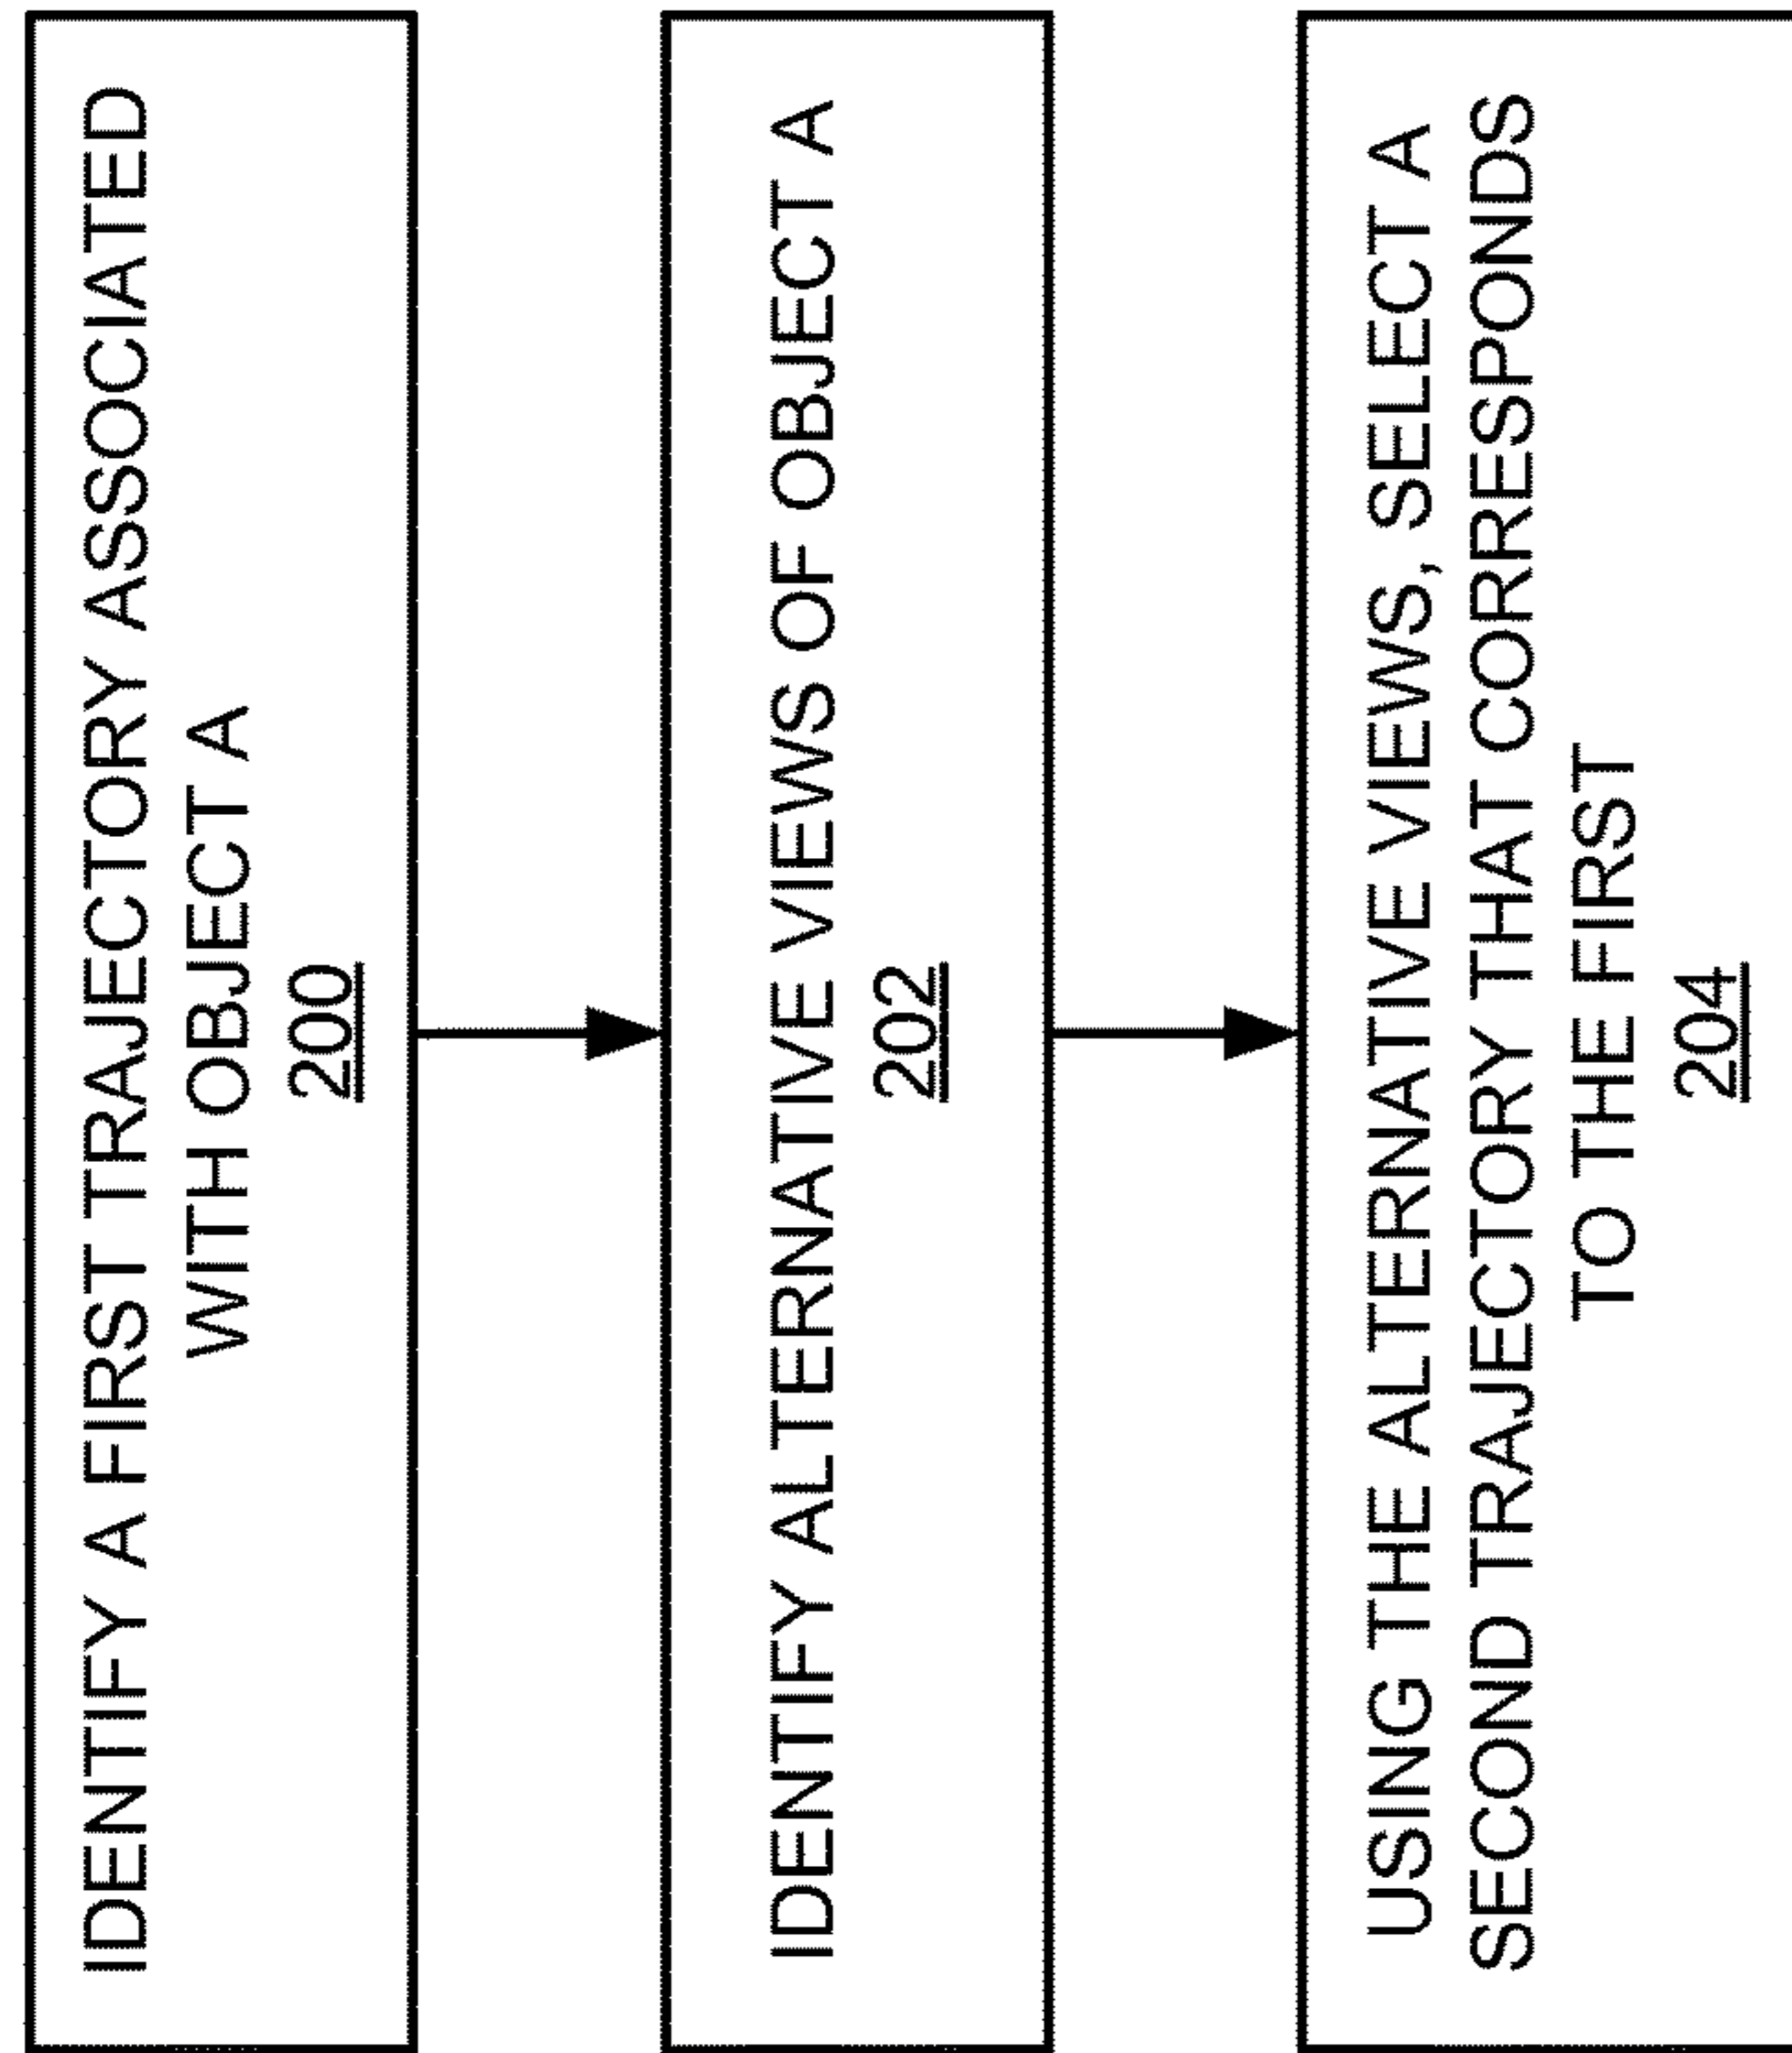 IDENTIFY A FIRST TRAJECTORY ASSOCIATED
WITH OBJECT A
200
IDENTIFY ALTERNATIVE VIEWS OF OBJECT A
202
USING THE ALTERNATIVE VIEWS, SELECT A
SECOND TRAJECTORY THAT CORRESPONDS
TO THE FIRST
204